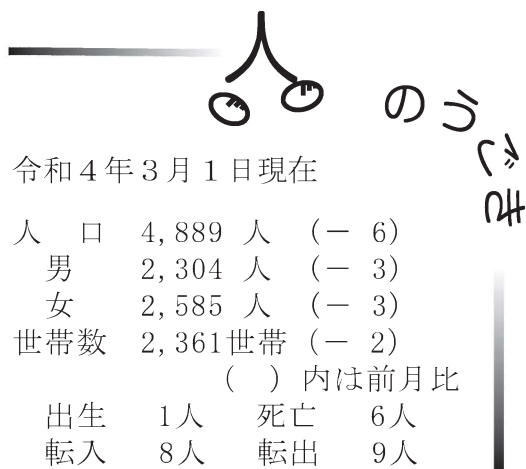 人のうごき
令和4年3月1日現在
人　口　4,889 人 （－ 6）
男　2,304 人 （－ 3）
女　2,585 人 （－ 3）
世帯数　2,361世帯（－ 2）
（　）内は前月比
出生　1人　死亡　6人
転入　8人　転出　9人